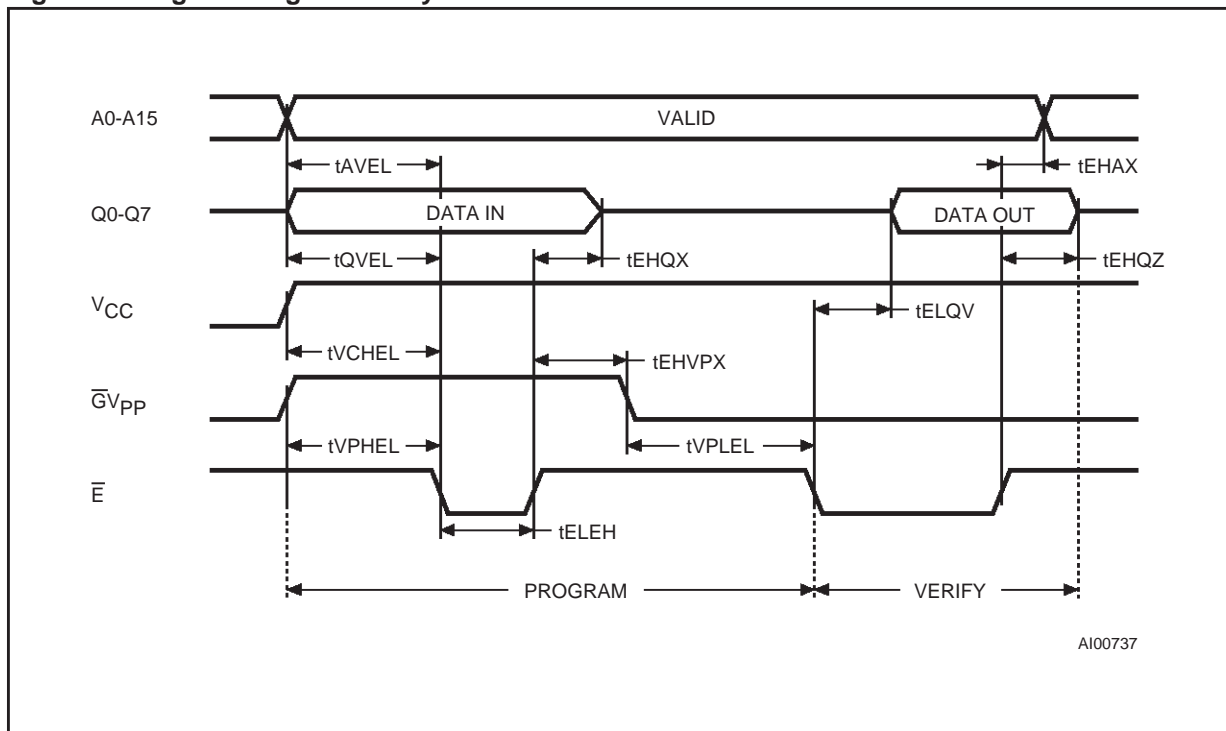 A0-A15
VALID
tAVEL
tEHAX
Q0-Q7
DATA IN
DATA OUT
tQVEL
tEHQX
tEHQZ
VCC
tELQV
tVCHEL
tEHVPX
G̅VPP
tVPHEL
tVPLEL
E̅
tELEH
PROGRAM
VERIFY
AI00737